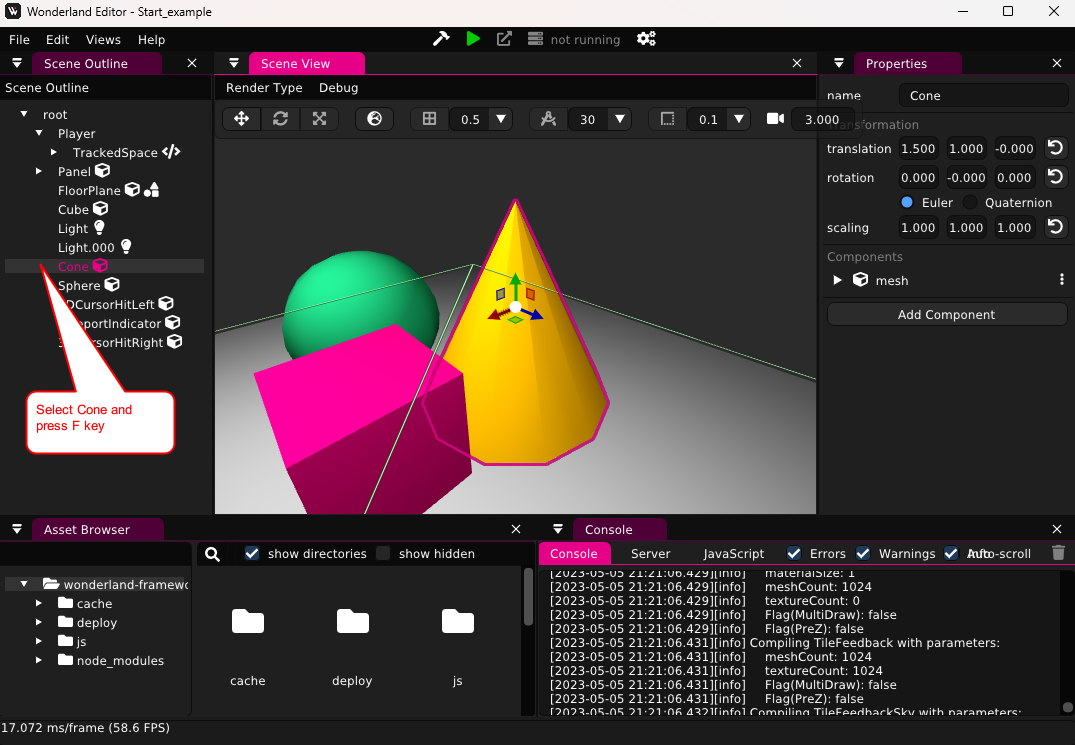 Wonderland Editor - Start_example
File Edit Views Help
not running
Scene Outline
Scene View
Properties
Scene Outline
Render Type Debug
name Cone
0.5 30 0.1 3.000
Transformation
root
Player
TrackedSpace
Panel
FloorPlane
Cube
Light
Light.000
Cone
Sphere
DCursorHitLeft
portIndicator
ursorHitRight
Select Cone and
press F key
translation 1.500 1.000 -0.000
rotation 0.000 -0.000 0.000
Euler Quaternion
scaling 1.000 1.000 1.000
Components
mesh
Add Component
Asset Browser
show directories show hidden
wonderland-framewo
cache
deploy
js
node_modules
cache deploy js
Console
Console Server JavaScript Errors Warnings Auto-scroll
[2023-05-05 21:21:06.429][info] materialSize: 1
[2023-05-05 21:21:06.429][info] meshCount: 1024
[2023-05-05 21:21:06.429][info] textureCount: 0
[2023-05-05 21:21:06.429][info] Flag(MultiDraw): false
[2023-05-05 21:21:06.429][info] Flag(PreZ): false
[2023-05-05 21:21:06.431][info] Compiling TileFeedback with parameters:
[2023-05-05 21:21:06.431][info] meshCount: 1024
[2023-05-05 21:21:06.431][info] textureCount: 1024
[2023-05-05 21:21:06.431][info] Flag(MultiDraw): false
[2023-05-05 21:21:06.431][info] Flag(PreZ): false
[2023-05-05 21:21:06.432][info] Compiling TileFeedbackSky with parameters:
17.072 ms/frame (58.6 FPS)